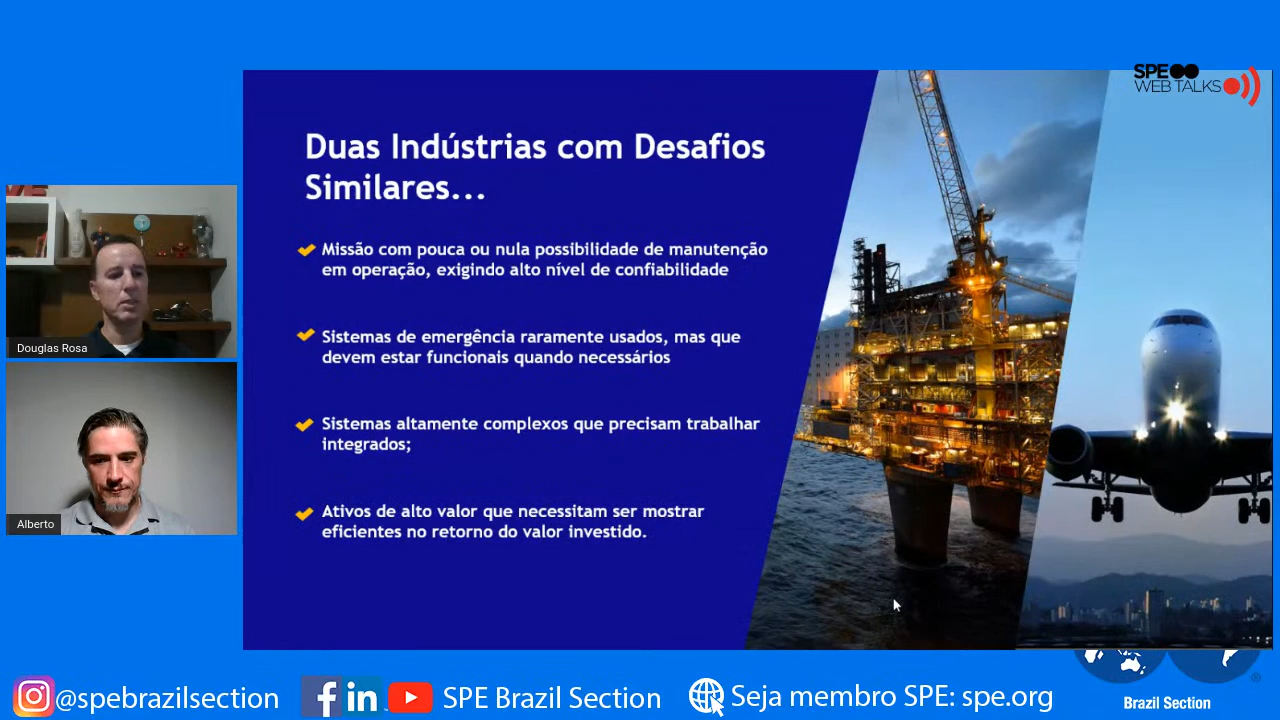 SPE
WEB TALKS
Duas Indústrias com Desafios
Similares...
Missão com pouca ou nula possibilidade de manutenção
em operação, exigindo alto nível de confiabilidade
Sistemas de emergência raramente usados, mas que
devem estar funcionais quando necessários
Sistemas altamente complexos que precisam trabalhar
integrados;
Ativos de alto valor que necessitam ser mostrar
eficientes no retorno do valor investido.
Douglas Rosa
Alberto
@spebrazilsection
SPE Brazil Section
Seja membro SPE: spe.org
Brazil Section